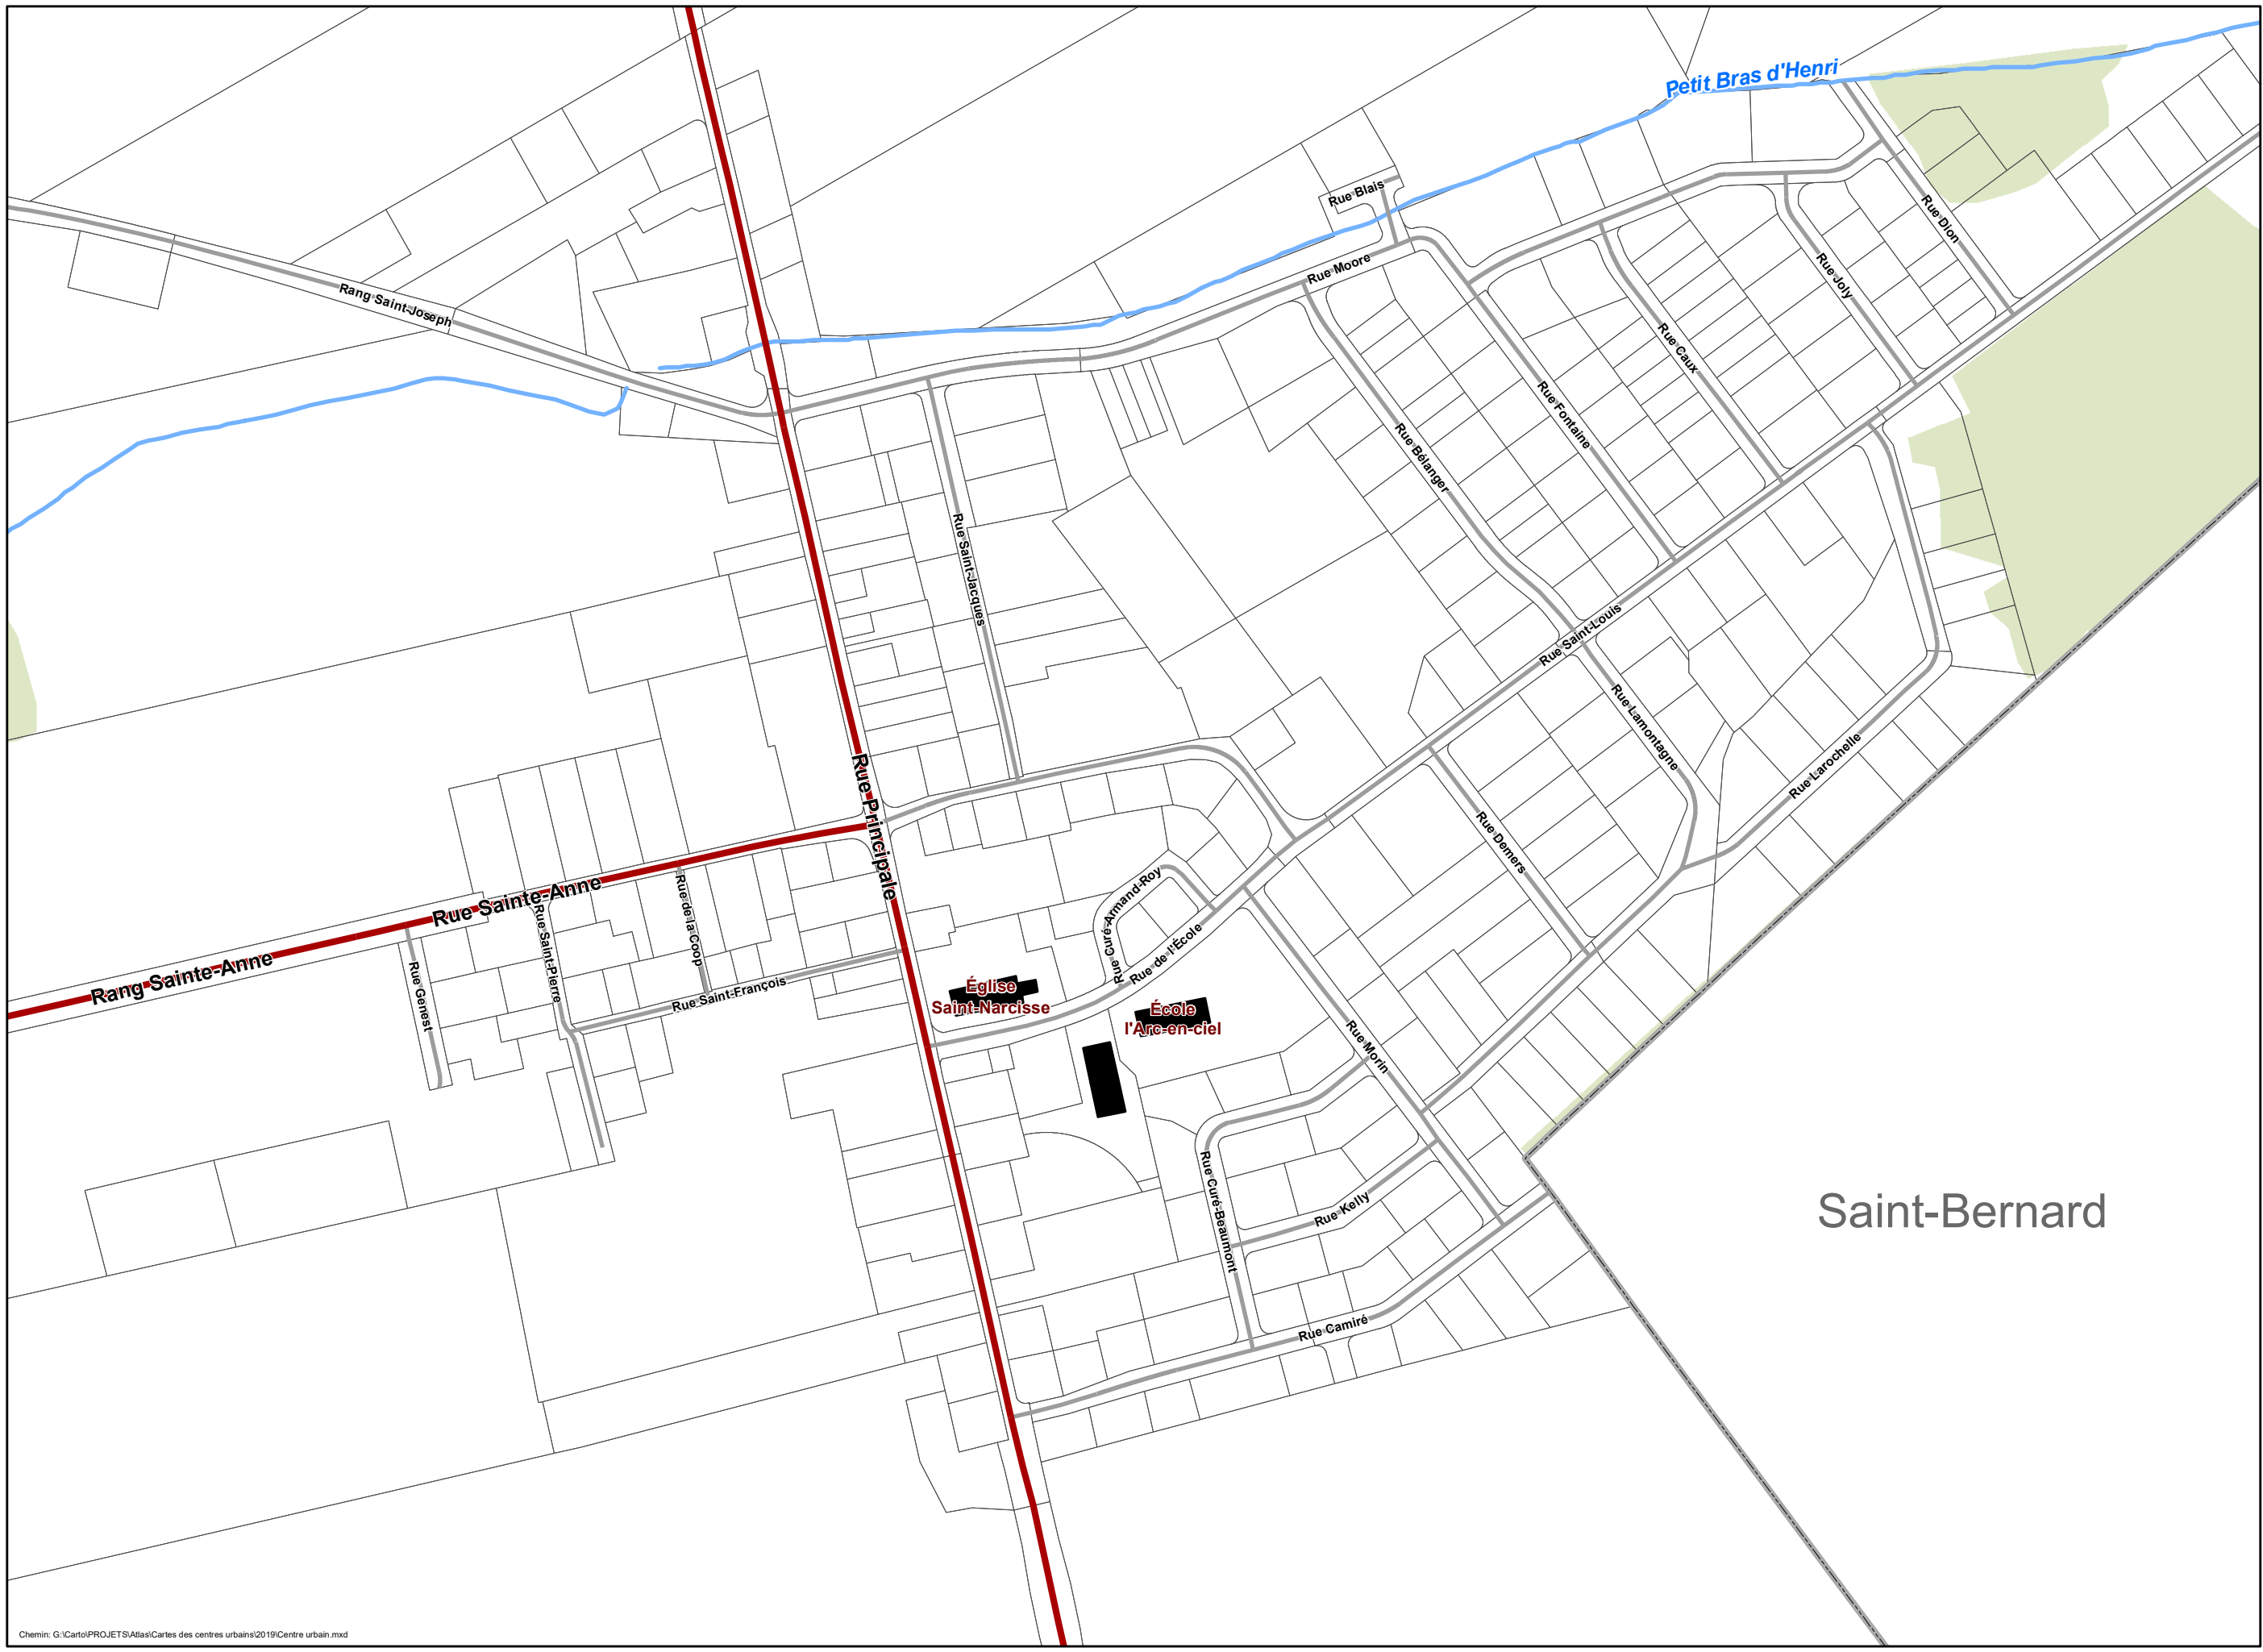 Petit Bras d'Henri
Rue Blais
Rue Dion
Rue Moore
Rue Joly
Rang Saint-Joseph
Rue Caux
Rue Fontaine
Rue Bélanger
Rue Saint-Jacques
Rue Saint-Louis
Rue Lamontagne
Rue Larochelle
Rue Principale
Rue Demers
Rue Sainte-Anne
Rue de la Coop
Rue Curé-Armand-Roy
Rue Saint-Pierre
Rue de l'École
Rang Sainte-Anne
Rue Genest
Rue Saint-François
Église
Saint-Narcisse
École
l'Arc-en-ciel
Rue Morin
Rue Curé-Beaumont
Rue Kelly
Saint-Bernard
Rue Camiré
Chemin: G:\Carto\PROJETS\Atlas\Cartes des centres urbains\2019\Centre urbain.mxd